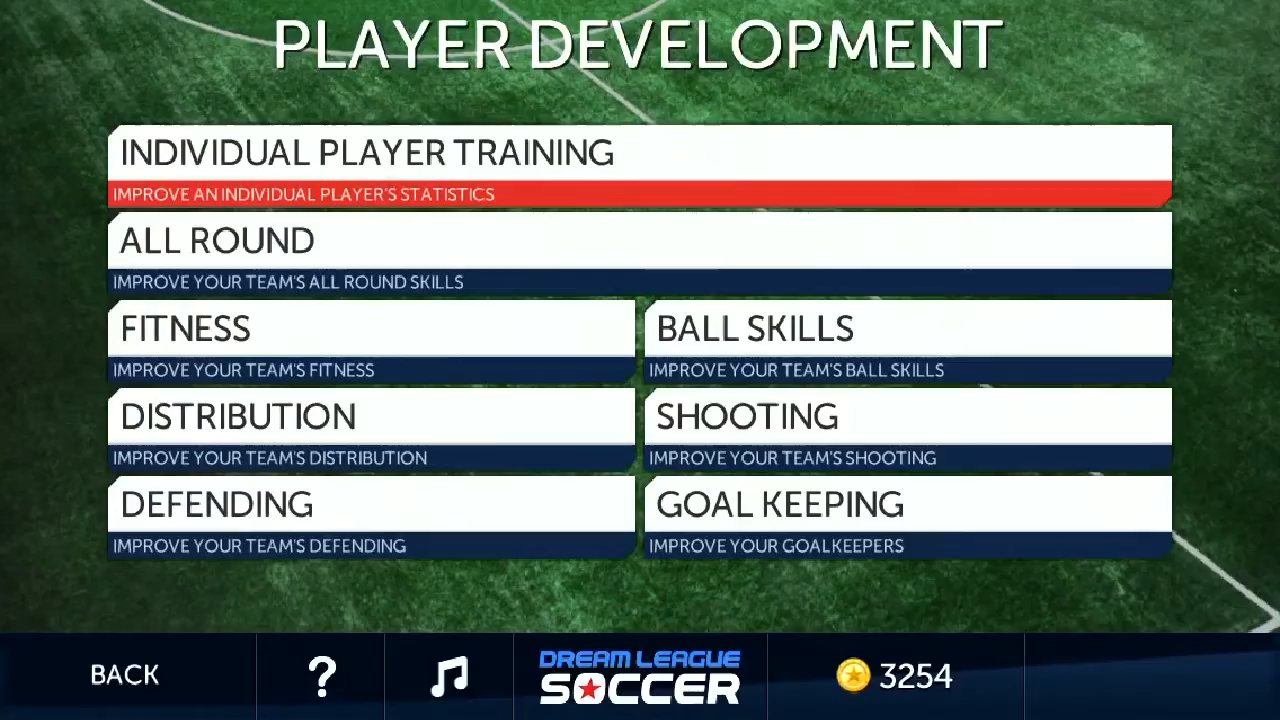 PLAYER DEVELOPMENT
INDIVIDUAL PLAYER TRAINING
IMPROVE AN INDIVIDUAL PLAYER'S STATISTICS
ALL ROUND
IMPROVE YOUR TEAM'S ALL ROUND SKILLS
FITNESS
IMPROVE YOUR TEAM'S FITNESS
BALL SKILLS
IMPROVE YOUR TEAM'S BALL SKILLS
DISTRIBUTION
IMPROVE YOUR TEAM'S DISTRIBUTION
SHOOTING
IMPROVE YOUR TEAM'S SHOOTING
DEFENDING
IMPROVE YOUR TEAM'S DEFENDING
GOAL KEEPING
IMPROVE YOUR GOALKEEPERS
BACK
?
DREAM LEAGUE
SOCCER
3254